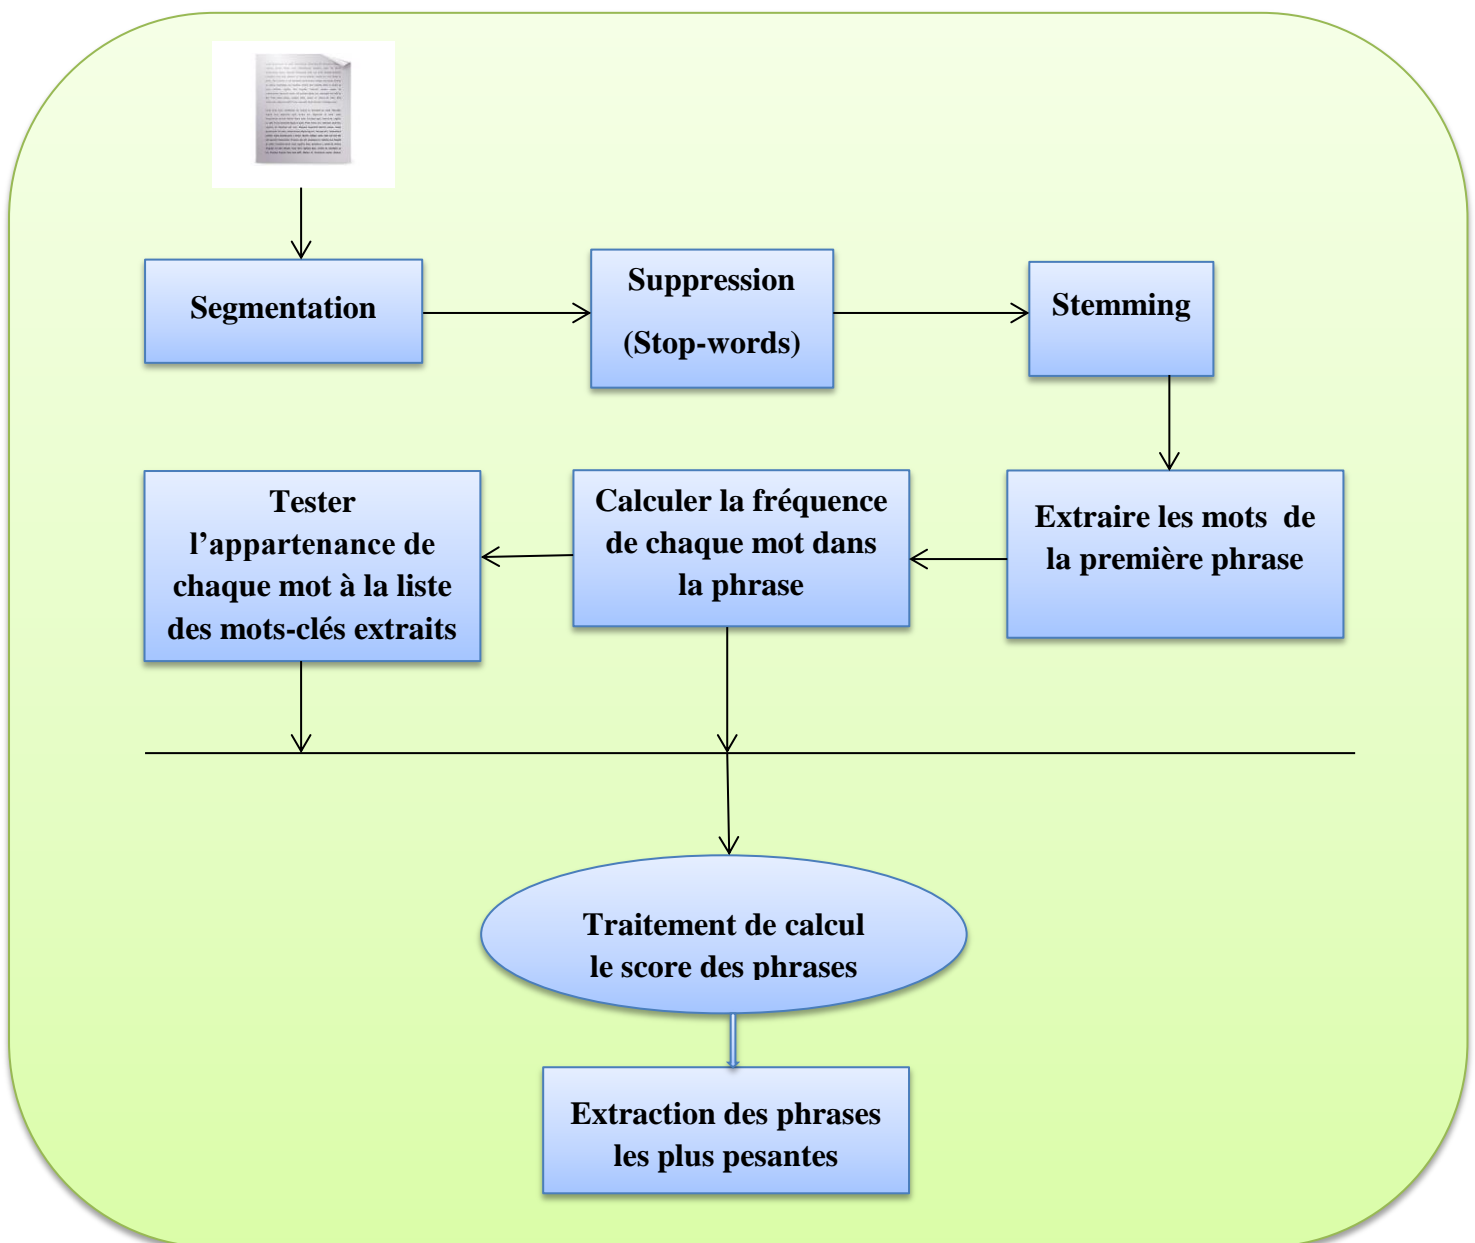 Segmentation
Suppression
(Stop-words)
Stemming
Extraire les mots de
la première phrase
Calculer la fréquence
de chaque mot dans
la phrase
Tester
l’appartenance de
chaque mot à la liste
des mots-clés extraits
Traitement de calcul
le score des phrases
Extraction des phrases
les plus pesantes